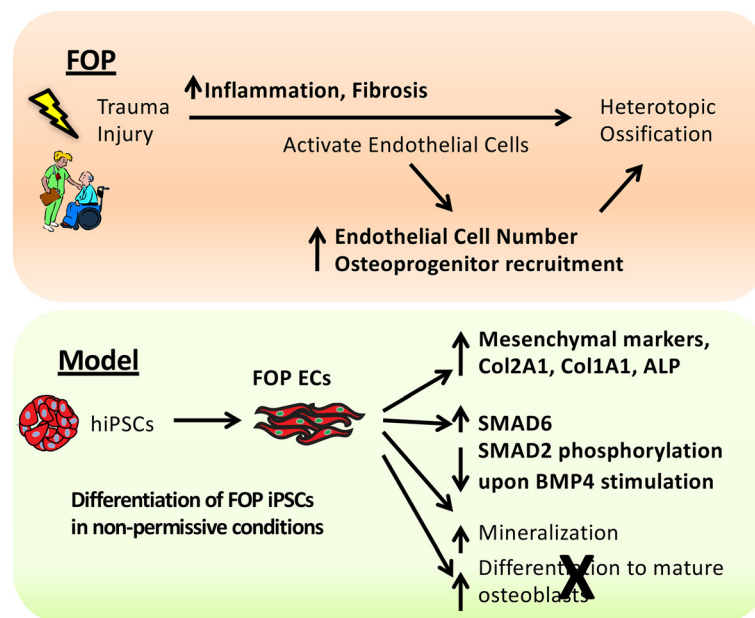 FOP
Inflammation, Fibrosis
Trauma
Injury
Heterotopic
Ossification
Activate Endothelial Cells
Endothelial Cell Number
Osteoprogenitor recruitment
Model
hiPSCs
FOP ECs
Mesenchymal markers,
Col2A1, Col1A1, ALP
SMAD6
SMAD2 phosphorylation
upon BMP4 stimulation
Differentiation of FOP iPSCs
in non-permissive conditions
Mineralization
Differentiation to mature
osteoblasts
X